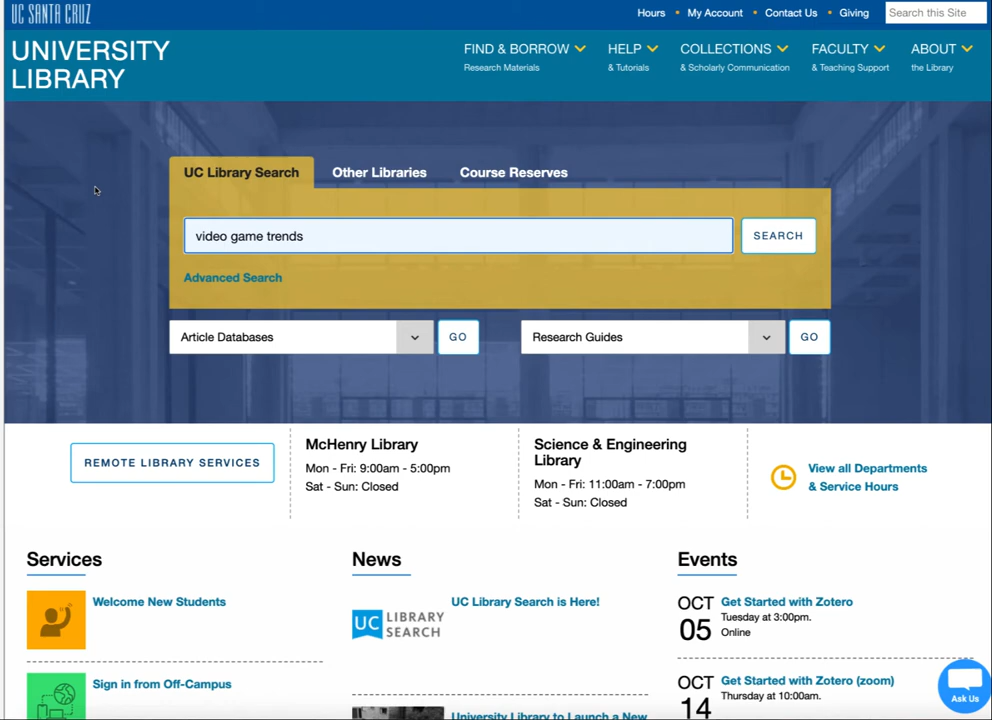 UC SANTA CRUZ
Hours • My Account • Contact Us • Giving
Search this Site
UNIVERSITY
LIBRARY
FIND & BORROW
Research Materials
HELP
& Tutorials
COLLECTIONS
& Scholarly Communication
FACULTY
& Teaching Support
ABOUT
the Library
UC Library Search
Other Libraries
Course Reserves
video game trends
SEARCH
Advanced Search
Article Databases
GO
Research Guides
GO
REMOTE LIBRARY SERVICES
McHenry Library
Mon - Fri: 9:00am - 5:00pm
Sat - Sun: Closed
Science & Engineering
Library
Mon - Fri: 11:00am - 7:00pm
Sat - Sun: Closed
View all Departments
& Service Hours
Services
Welcome New Students
Sign in from Off-Campus
News
UC Library Search is Here!
UC LIBRARY
SEARCH
University Library to Launch a New
Events
OCT
05
Get Started with Zotero
Tuesday at 3:00pm.
Online
OCT
14
Get Started with Zotero (zoom)
Thursday at 10:00am.
Ask Us